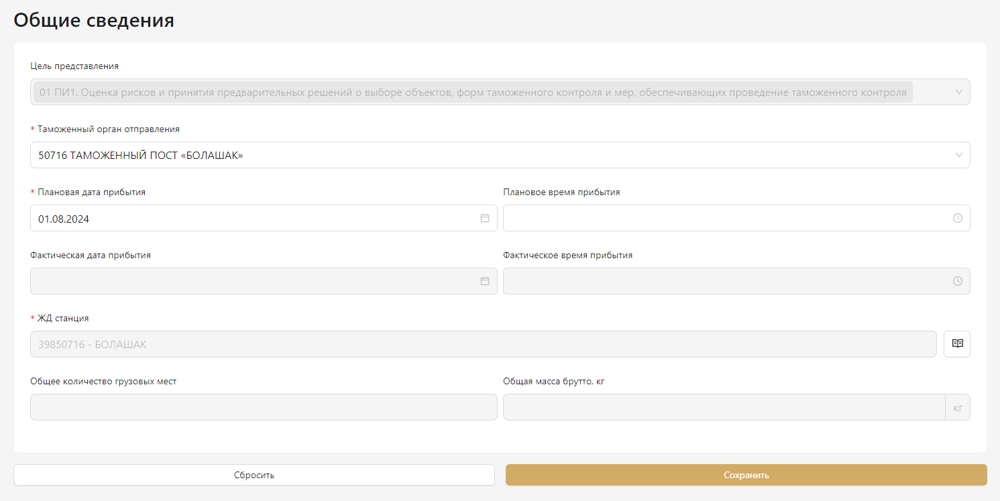 Общие сведения
Цель представления
01 ПИ1. Оценка рисков и принятия предварительных решений о выборе объектов, форм таможенного контроля и мер, обеспечивающих проведение таможенного контроля
* Таможенный орган отправления
50716 ТАМОЖЕННЫЙ ПОСТ «БОЛАШАК»
* Плановая дата прибытия
Плановое время прибытия
01.08.2024
Фактическая дата прибытия
Фактическое время прибытия
* ЖД станция
39850716 - БОЛАШАК
Общее количество грузовых мест
Общая масса брутто, кг
кг
Сбросить
Сохранить